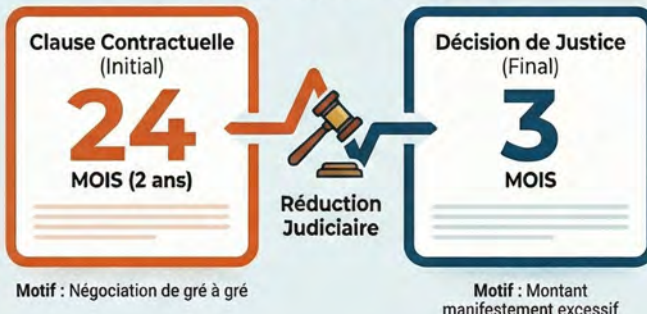 Clause Contractuelle
(Initial)
24
MOIS (2 ans)
Motif : Négociation de gré à gré
Réduction
Judiciaire
Décision de Justice
(Final)
3
MOIS
Motif : Montant
manifestement excessif